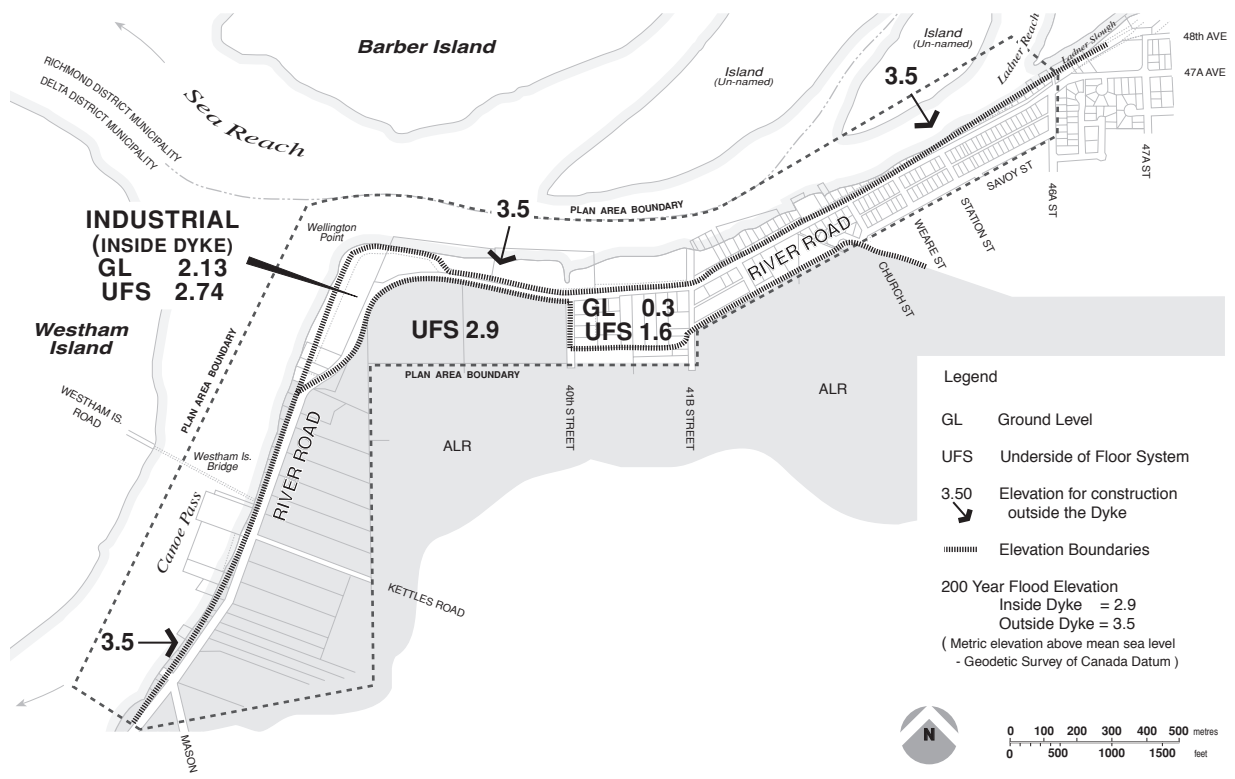 Barber Island
Island
(Un-named)
Island
(Un-named)
Ladner Reach
Ladner Slough
48th AVE
47A AVE
3.5
RICHMOND DISTRICT MUNICIPALITY
DELTA DISTRICT MUNICIPALITY
Sea Reach
47A ST
46A ST
SAVOY ST
STATION ST
WEARE ST
CHURCH ST
3.5
PLAN AREA BOUNDARY
RIVER ROAD
INDUSTRIAL
(INSIDE DYKE)
GL 2.13
UFS 2.74
Wellington
Point
GL 0.3
UFS 1.6
UFS 2.9
Westham
Island
PLAN AREA BOUNDARY
PLAN AREA BOUNDARY
WESTHAM IS.
ROAD
40th STREET
41B STREET
ALR
ALR
Westham Is.
Bridge
RIVER ROAD
Canoe Pass
KETTLES ROAD
3.5
MASON
Legend
GL Ground Level
UFS Underside of Floor System
3.50 Elevation for construction
outside the Dyke
Elevation Boundaries
200 Year Flood Elevation
Inside Dyke = 2.9
Outside Dyke = 3.5
( Metric elevation above mean sea level
- Geodetic Survey of Canada Datum )
N
0 100 200 300 400 500 metres
0 500 1000 1500 feet